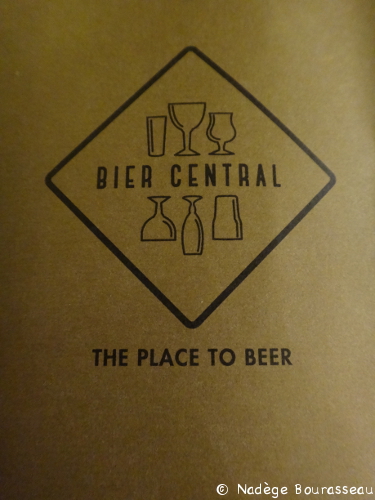 BIER CENTRAL
THE PLACE TO BEER
© Nadège Bourasseau